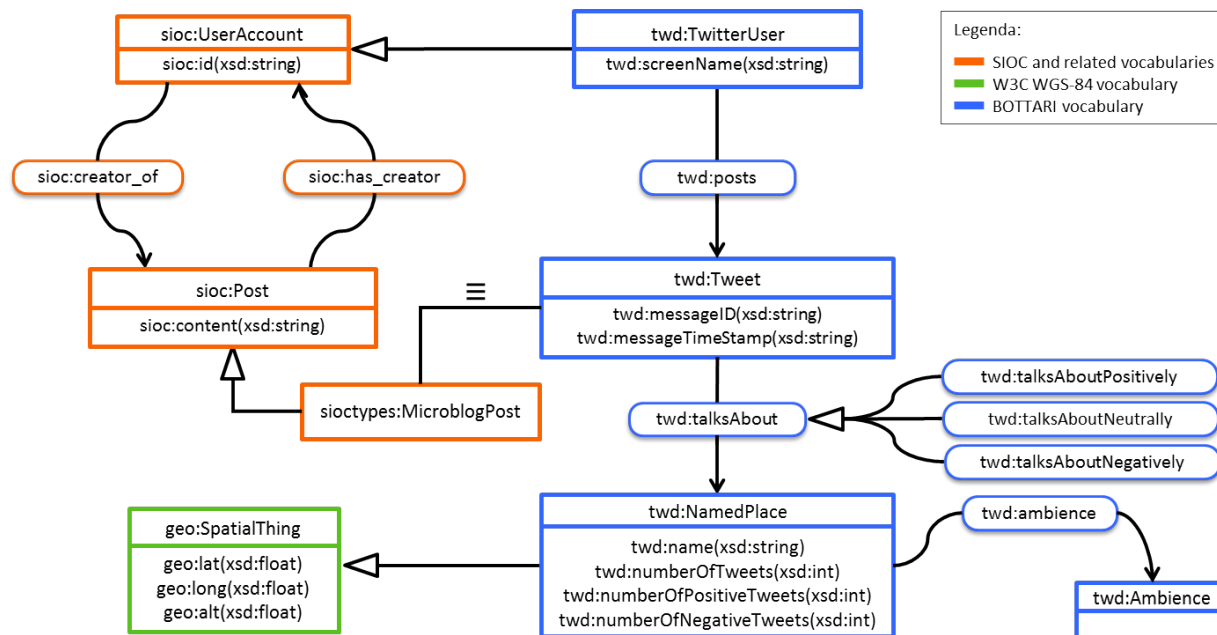 sioc:UserAccount
sioc:id(xsd:string)
twd:TwitterUser
twd:screenName(xsd:string)
Legenda:
SIOC and related vocabularies
W3C WGS-84 vocabulary
BOTTARI vocabulary
sioc:creator_of
sioc:has_creator
twd:posts
sioc:Post
sioc:content(xsd:string)
≡
twd:Tweet
twd:messageID(xsd:string)
twd:messageTimeStamp(xsd:string)
sioctypes:MicroblogPost
twd:talksAbout
twd:talksAboutPositively
twd:talksAboutNeutrally
twd:talksAboutNegatively
geo:SpatialThing
geo:lat(xsd:float)
geo:long(xsd:float)
geo:alt(xsd:float)
twd:NamedPlace
twd:name(xsd:string)
twd:numberOfTweets(xsd:int)
twd:numberOfPositiveTweets(xsd:int)
twd:numberOfNegativeTweets(xsd:int)
twd:ambience
twd:Ambience